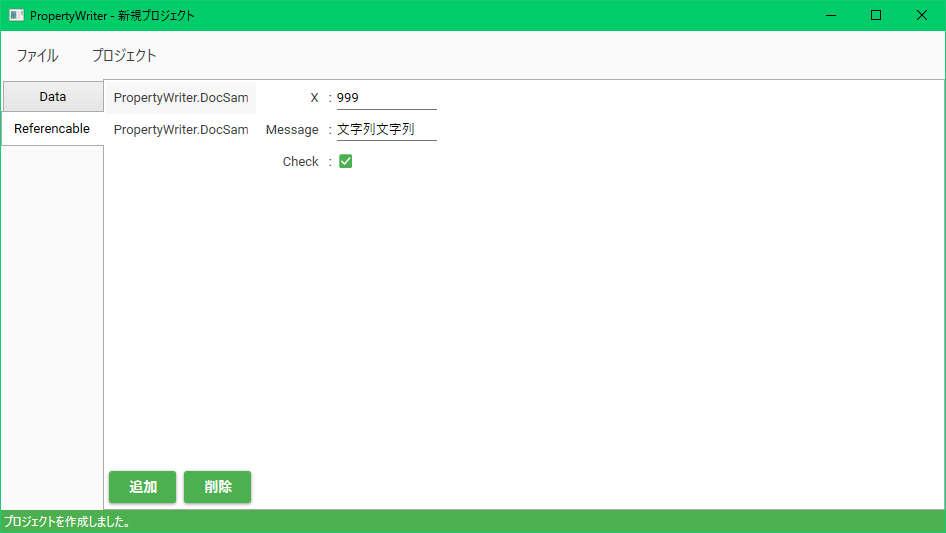 PropertyWriter - 新規プロジェクト
ファイル プロジェクト
Data
Referencable
PropertyWriter.DocSam
PropertyWriter.DocSam
X : 999
Message : 文字列文字列
Check :
追加 削除
プロジェクトを作成しました。